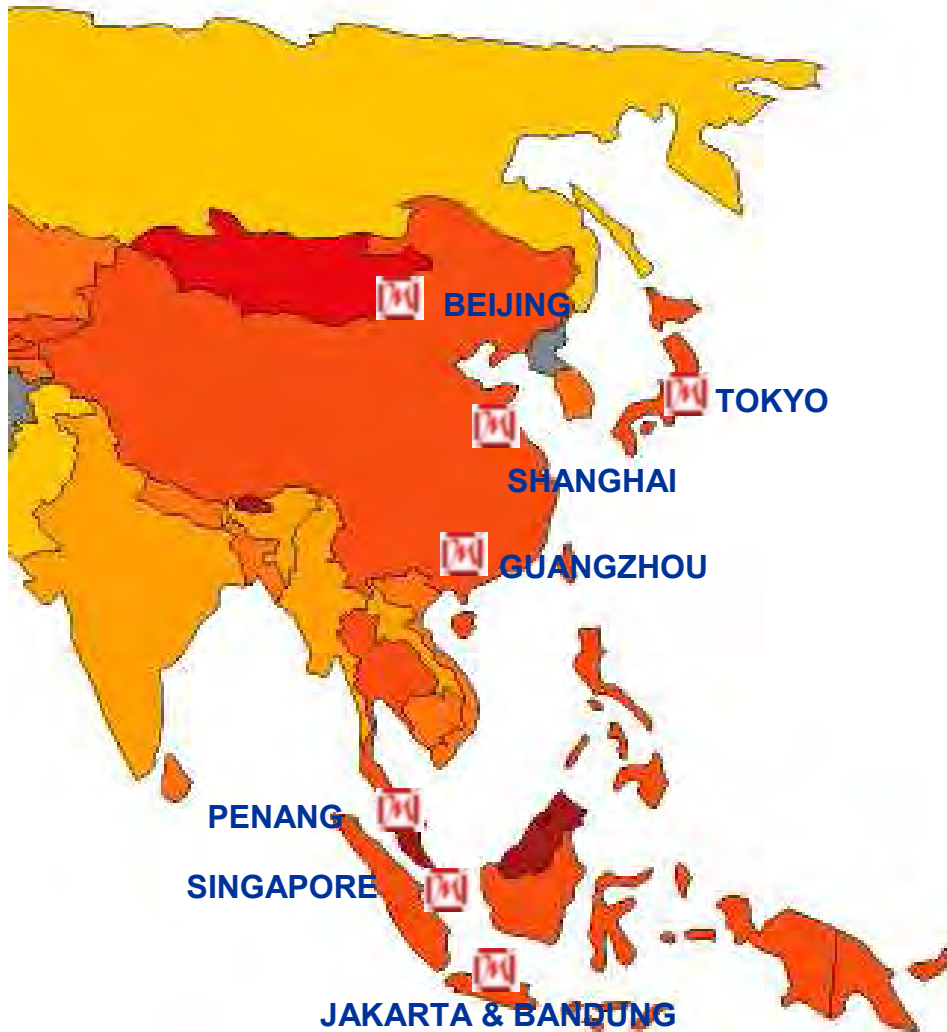 BEIJING
TOKYO
SHANGHAI
GUANGZHOU
PENANG
SINGAPORE
JAKARTA & BANDUNG